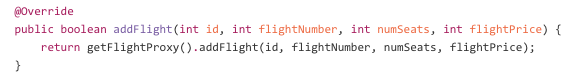 @Override
public boolean addFlight(int id, int flightNumber, int numSeats, int flightPrice) {
    return getFlightProxy().addFlight(id, flightNumber, numSeats, flightPrice);
}